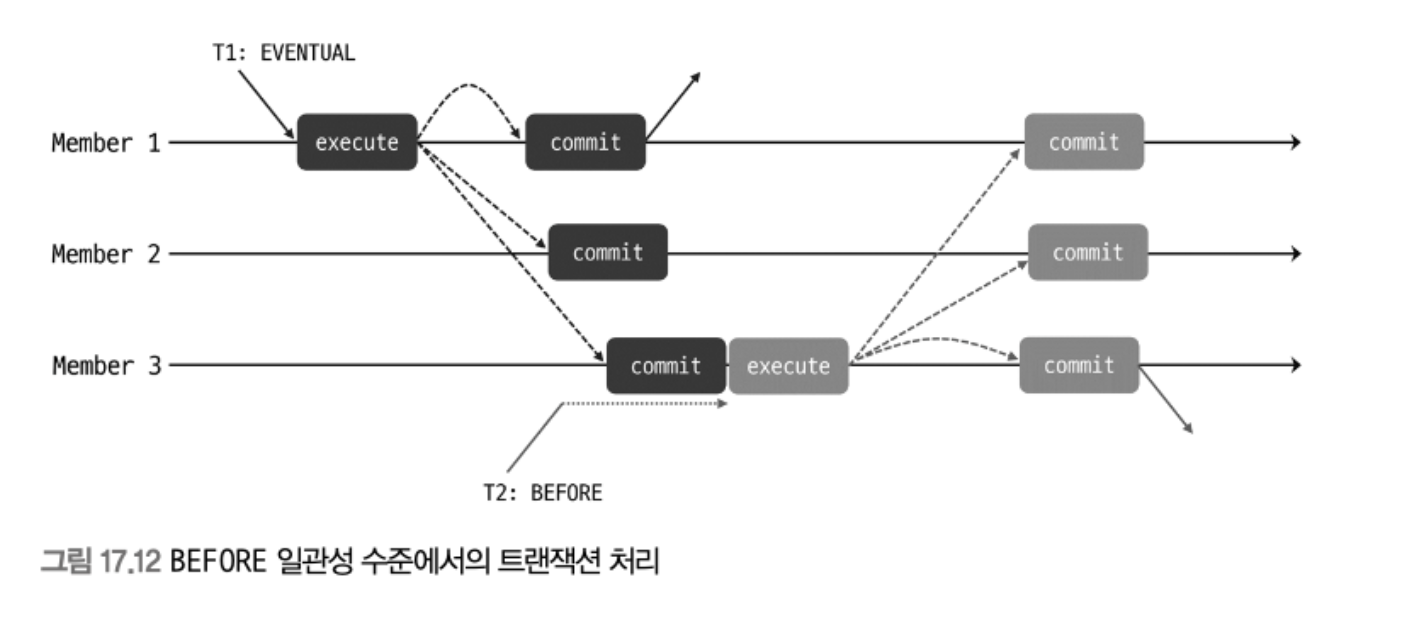 T1: EVENTUAL
Member 1 execute commit commit
Member 2 commit commit
Member 3 commit execute commit
T2: BEFORE
그림 17.12 BEFORE 일관성 수준에서의 트랜잭션 처리